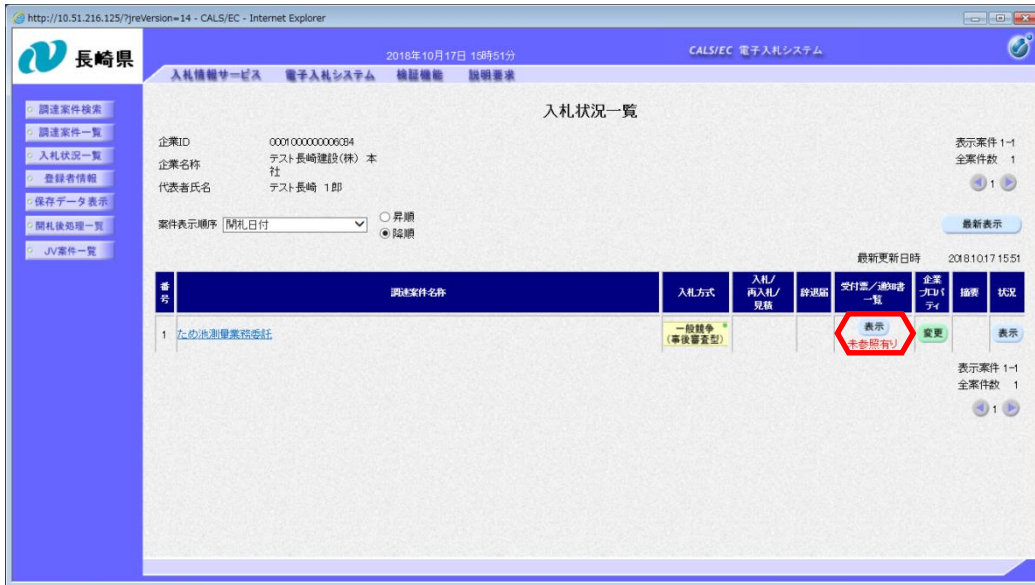 http://10.51.216.125/?jreVersion=14 - CALS/EC - Internet Explorer
長崎県
2018年10月17日 15時51分
CALS/EC 電子入札システム
入札情報サービス 電子入札システム 検証機能 説明要求
調達案件検索
調達案件一覧
入札状況一覧
登録者情報
保存データ表示
開札後処理一覧
JV案件一覧
入札状況一覧
企業ID 0001000000006084
企業名称 テスト長崎建設(株) 本
社
代表者氏名 テスト長崎 1郎
表示案件 1-1
全案件数 1
1
案件表示順序 開札日付
昇順
降順
最新表示
最新更新日時 2018.10.17 15:51
番号 調達案件名称 入札方式 入札/再入札/見積 辞退届 受付票/通知書一覧 企業プロパティ 摘要 状況
1 ため池測量業務委託 一般競争(事後審査型) 表示 未参照有り 変更 表示
表示案件 1-1
全案件数 1
1